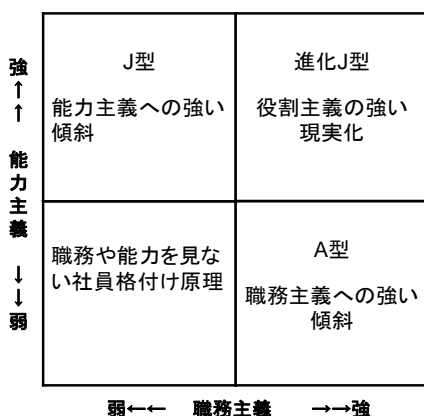 J型
能力主義への強い
傾斜
進化J型
役割主義の強い
現実化
職務や能力を見な
い社員格付け原理
A型
職務主義への強い
傾斜
強↑↑ 能力主義 ↓↓弱
弱←← 職務主義 →→強